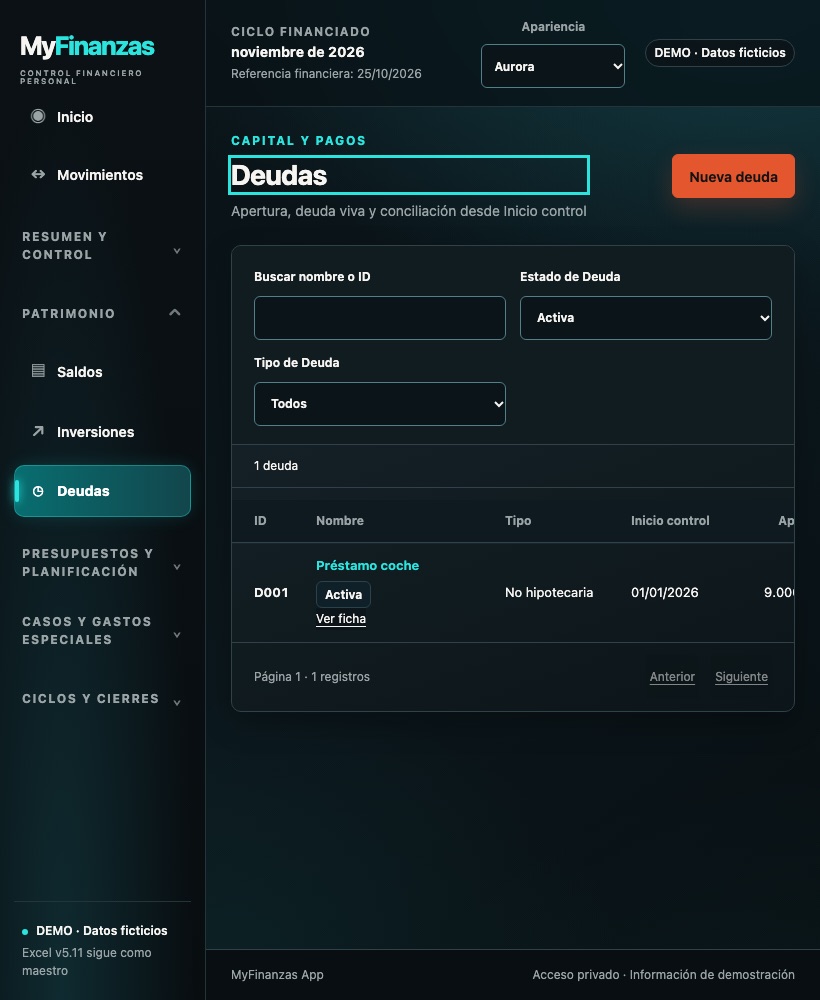 MyFinanzas
CONTROL FINANCIERO
PERSONAL
Inicio
Movimientos
RESUMEN Y
CONTROL
PATRIMONIO
Saldos
Inversiones
Deudas
PRESUPUESTOS Y
PLANIFICACIÓN
CASOS Y GASTOS
ESPECIALES
CICLOS Y CIERRES
DEMO · Datos ficticios
Excel v5.11 sigue como
maestro
CICLO FINANCIADO
noviembre de 2026
Referencia financiera: 25/10/2026
Apariencia
Aurora
DEMO · Datos ficticios
CAPITAL Y PAGOS
Deudas
Apertura, deuda viva y conciliación desde Inicio control
Nueva deuda
Buscar nombre o ID
Estado de Deuda
Activa
Tipo de Deuda
Todos
1 deuda
ID Nombre Tipo Inicio control Ap
D001 Préstamo coche No hipotecaria 01/01/2026 9.00
Activa
Ver ficha
Página 1 · 1 registros
Anterior Siguiente
MyFinanzas App
Acceso privado · Información de demostración